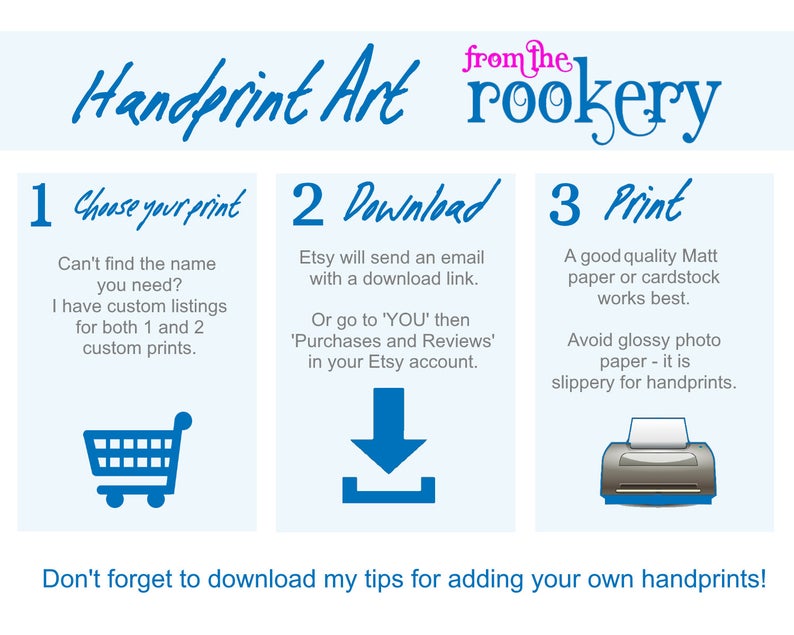 Handprint Art
from the
rookery
1 Choose your print
Can't find the name
you need?
I have custom listings
for both 1 and 2
custom prints.
2 Download
Etsy will send an email
with a download link.
Or go to 'YOU' then
'Purchases and Reviews'
in your Etsy account.
3 Print
A good quality Matt
paper or cardstock
works best.
Avoid glossy photo
paper - it is
slippery for handprints.
Don't forget to download my tips for adding your own handprints!